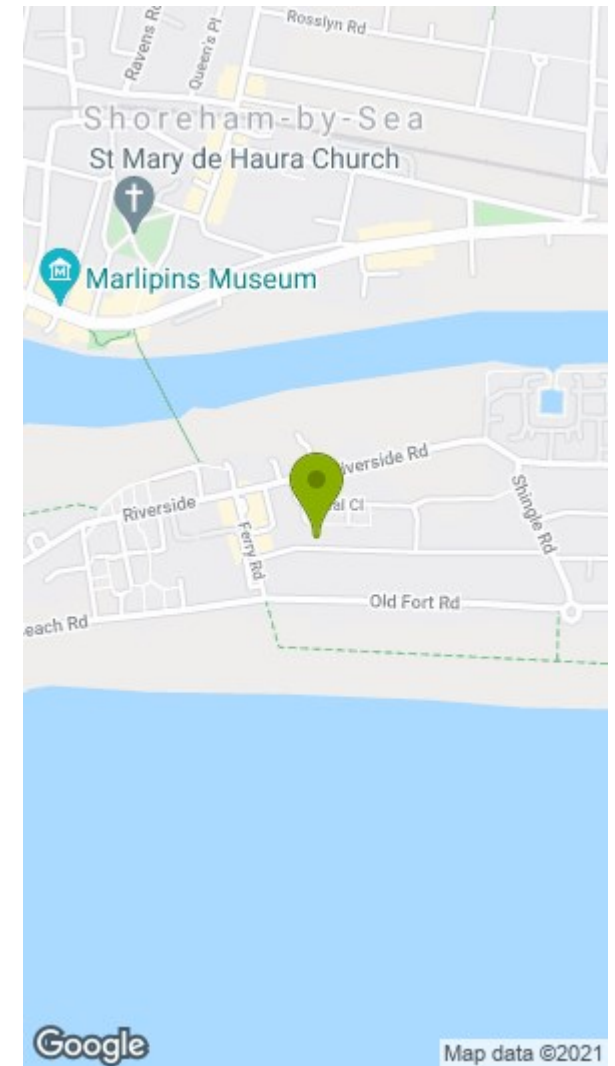 Rosslyn Rd
Ravens Rd
Queen's Pl
Shoreham-by-Sea
St Mary de Haura Church
M
Marlipins Museum
Riverside Rd
Riverside
Cl
Shingle Rd
Ferry Rd
Old Fort Rd
Beach Rd
Google
Map data ©2021